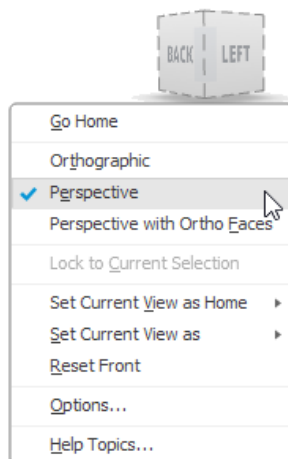 BACK LEFT
Go Home
Orthographic
Perspective
Perspective with Ortho Faces
Lock to Current Selection
Set Current View as Home
Set Current View as
Reset Front
Options...
Help Topics...